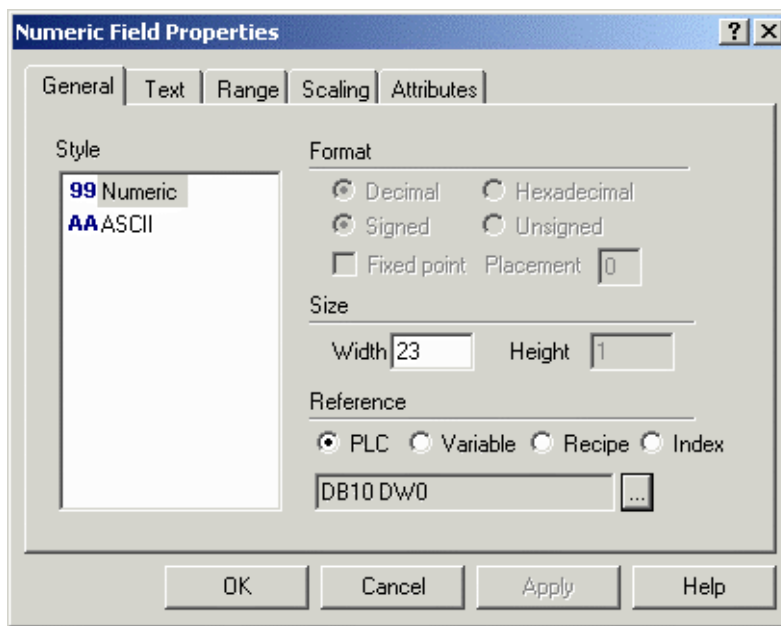 Numeric Field Properties
General Text Range Scaling Attributes
Style
99 Numeric
AA ASCII
Format
Decimal Hexadecimal
Signed Unsigned
Fixed point Placement 0
Size
Width 23 Height 1
Reference
PLC Variable Recipe Index
DB10 DW0 ...
OK Cancel Apply Help